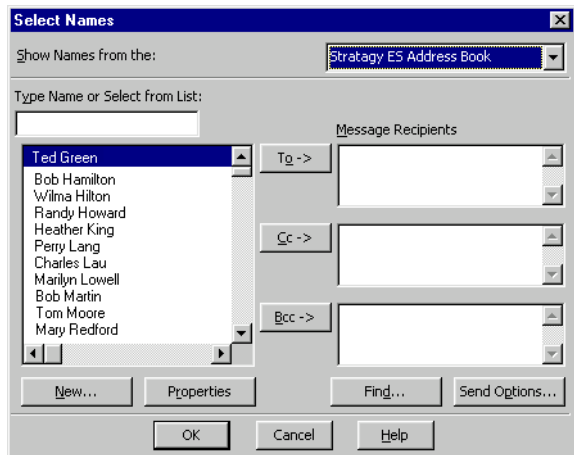 Select Names
Show Names from the:
Stratagy ES Address Book
Type Name or Select from List:
Message Recipients
Ted Green
Bob Hamilton
Wilma Hilton
Randy Howard
Heather King
Perry Lang
Charles Lau
Marilyn Lowell
Bob Martin
Tom Moore
Mary Redford
To ->
Cc ->
Bcc ->
New...
Properties
Find...
Send Options...
OK
Cancel
Help